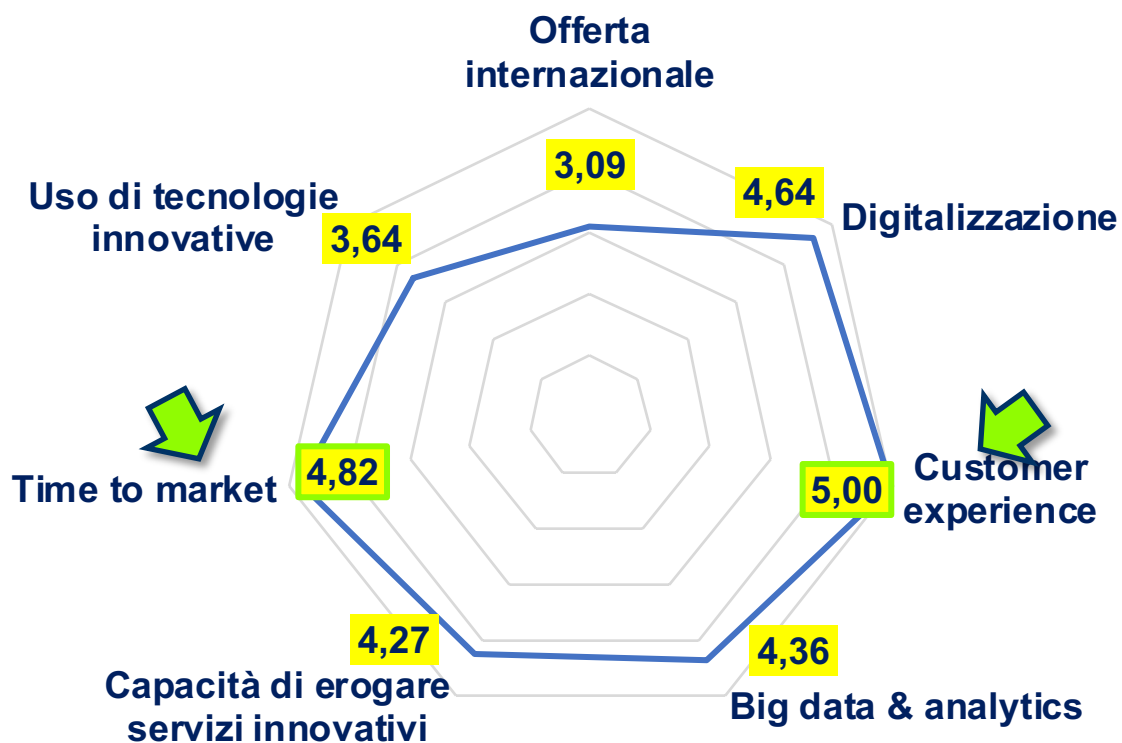 Offerta
internazionale
3,09
4,64
Digitalizzazione
Uso di tecnologie
innovative
3,64
Time to market
4,82
5,00
Customer
experience
4,27
Capacità di erogare
servizi innovativi
4,36
Big data & analytics